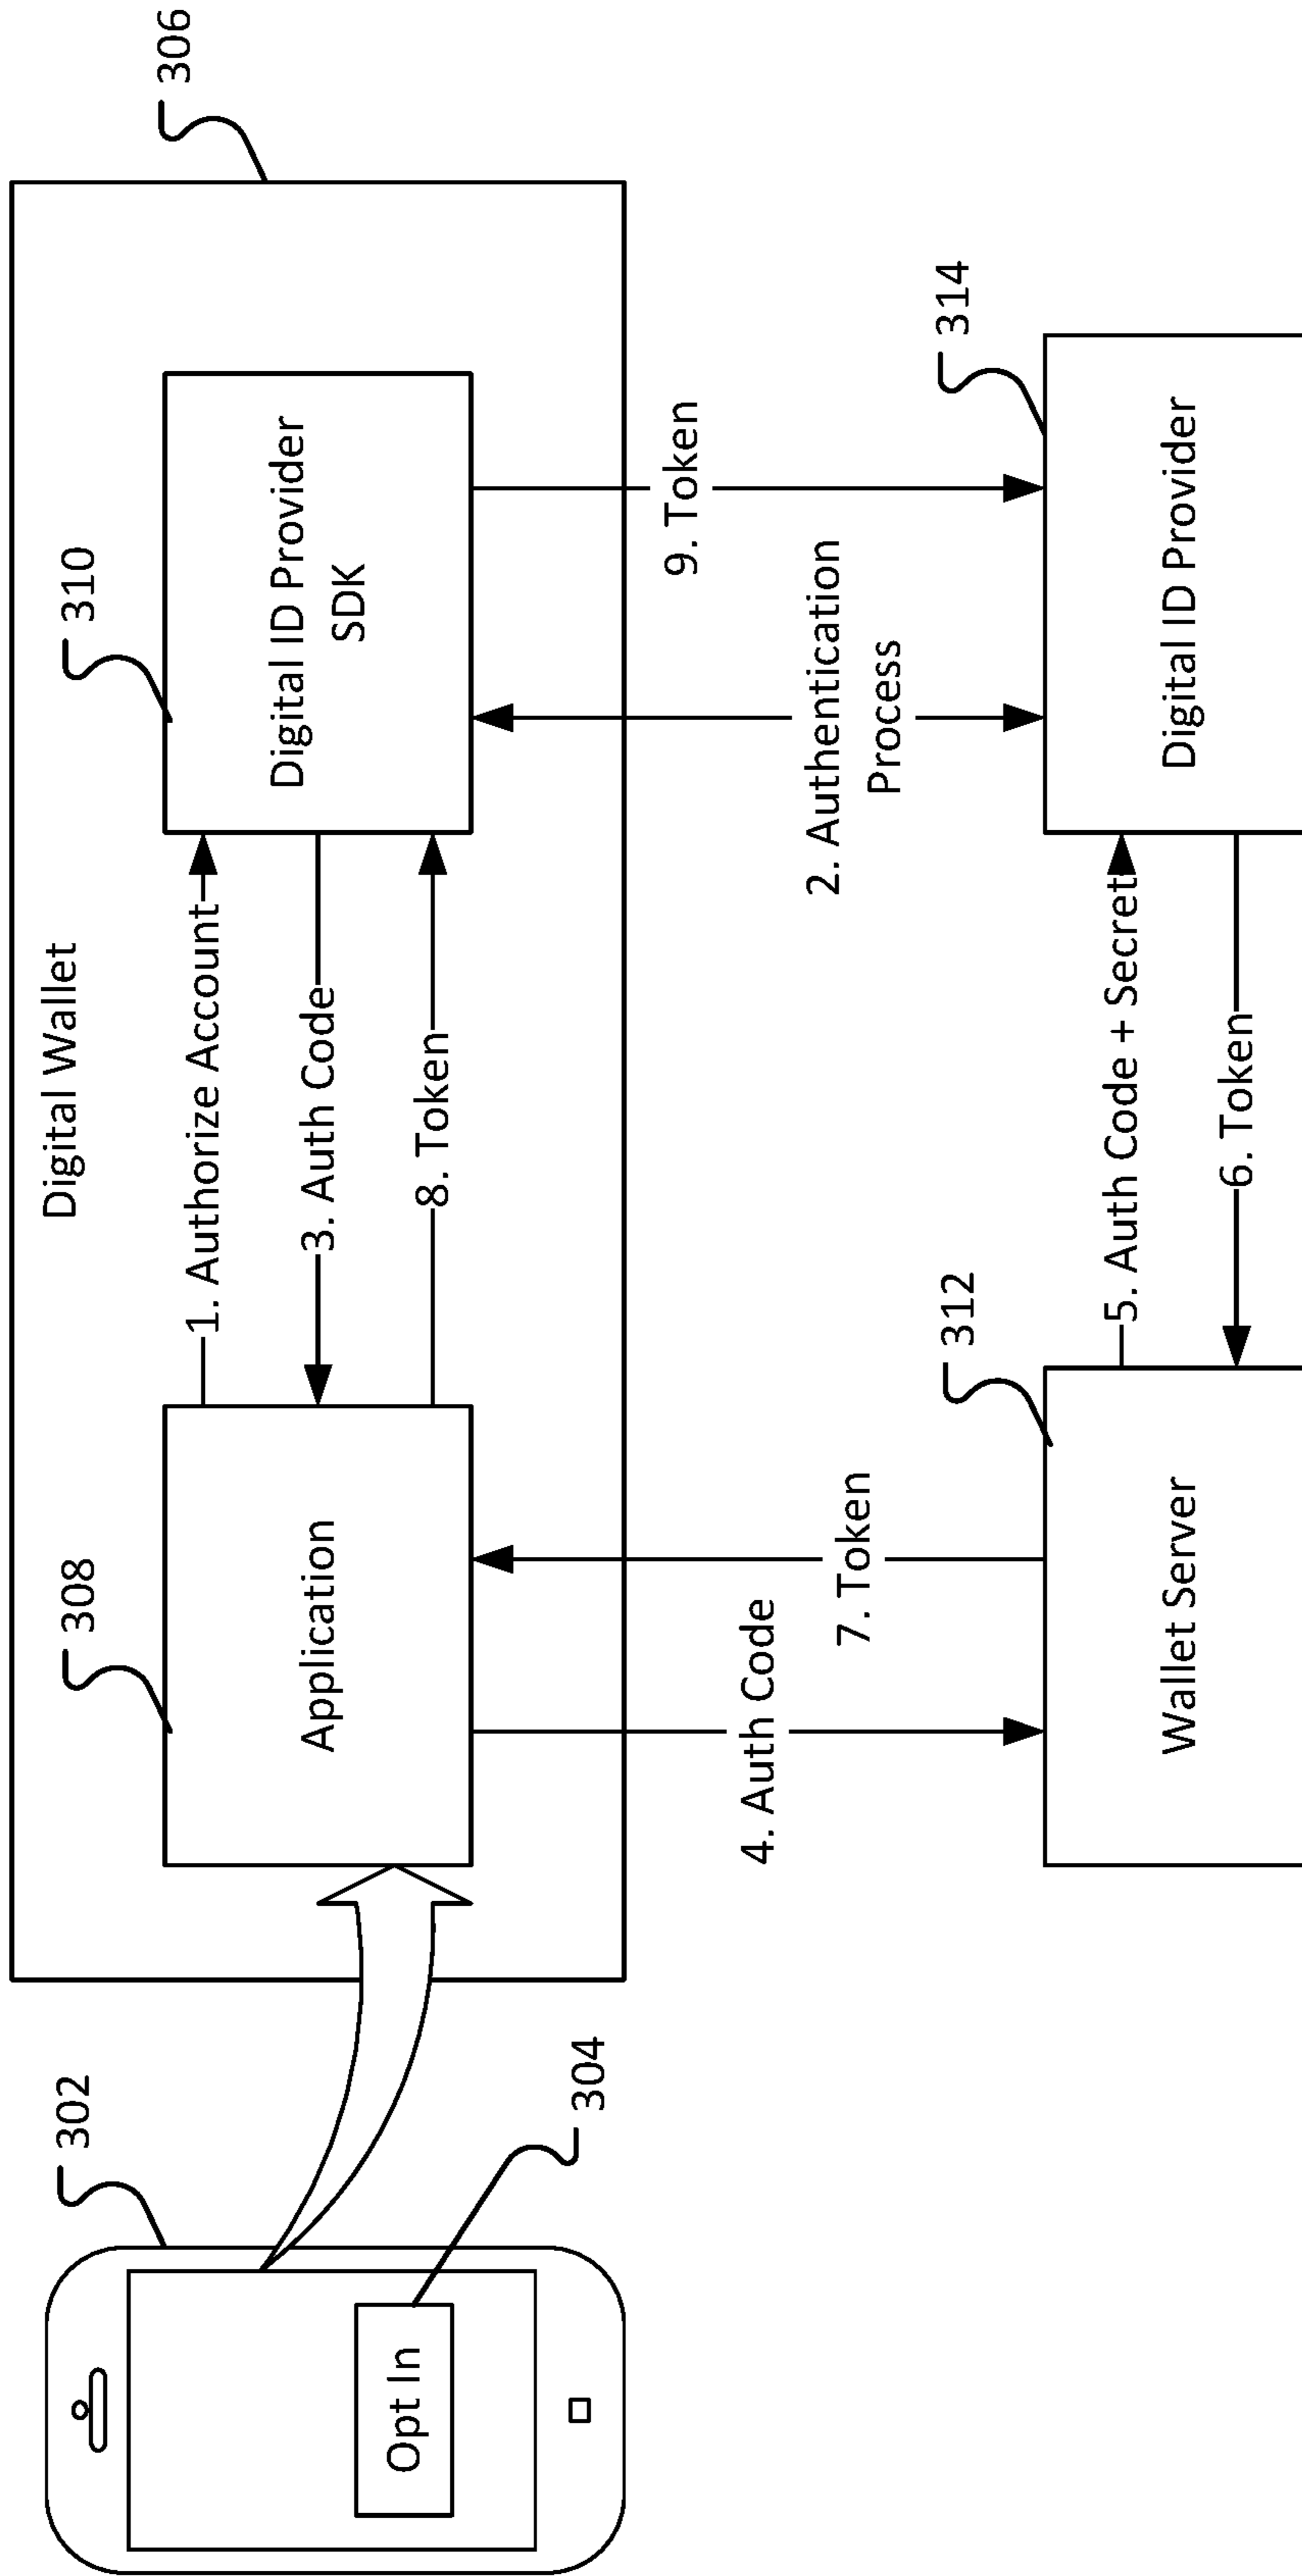 Digital Wallet
306
302
308
310
Opt In
304
Application
1. Authorize Account
3. Auth Code
8. Token
Digital ID Provider
SDK
4. Auth Code
7. Token
2. Authentication
Process
9. Token
312
Wallet Server
5. Auth Code + Secret
6. Token
314
Digital ID Provider